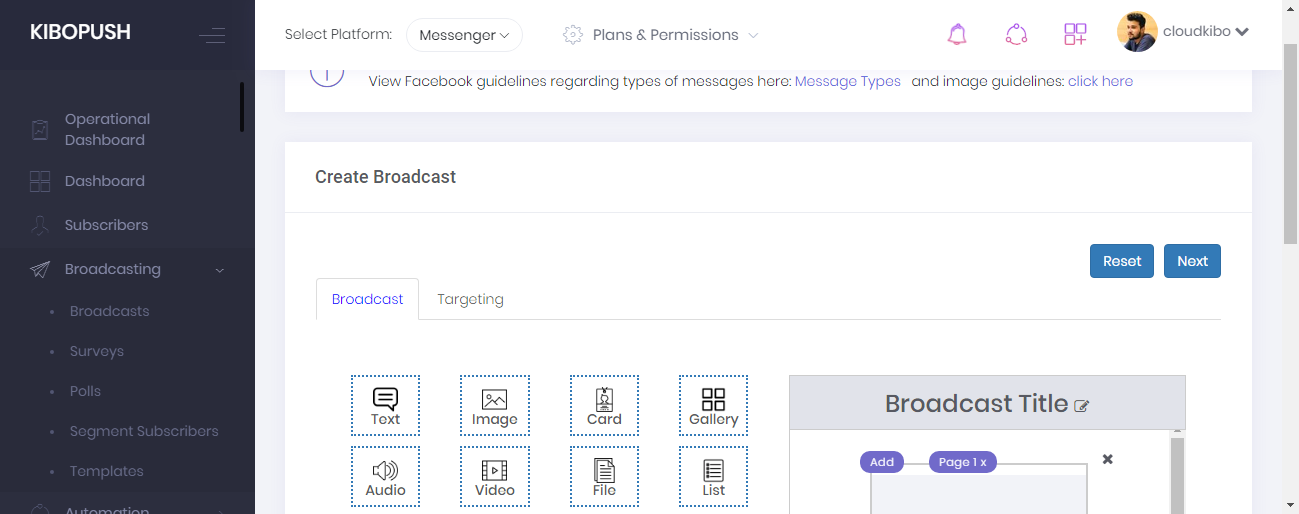 KIBOPUSH
Select Platform: Messenger Plans & Permissions cloudkibo
View Facebook guidelines regarding types of messages here: Message Types and image guidelines: click here
Operational
Dashboard
Dashboard
Subscribers
Broadcasting
Broadcasts
Surveys
Polls
Segment Subscribers
Templates
Automation
Create Broadcast
Reset Next
Broadcast Targeting
Text Image Card Gallery
Audio Video File List
Broadcast Title
Add Page 1 x